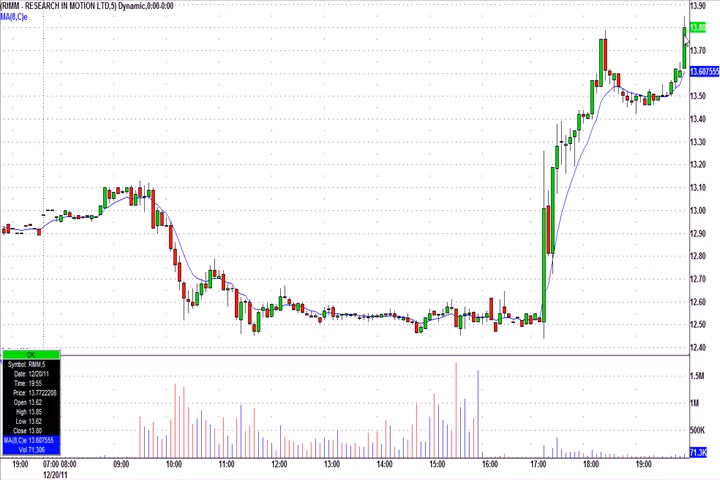 (RIMM - RESEARCH IN MOTION LTD,5) Dynamic,0:00-0:00
MA(8,C)e
13.90
13.80
13.70
13.607555
13.50
13.40
13.30
13.20
13.10
13.00
12.90
12.80
12.70
12.60
12.50
12.40
OK
Symbol: RIMM,5
Date: 12/20/11
Time: 19:55
Price: 13.7722208
Open 13.62
High 13.85
Low 13.62
Close 13.80
MA(8,C)e 13.607555
Vol 71,306
1.5M
1M
500K
71.3K
19:00 07:00 08:00 09:00 10:00 11:00 12:00 13:00 14:00 15:00 16:00 17:00 18:00 19:00
12/20/11